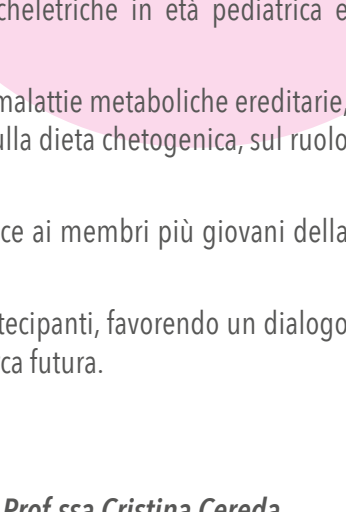 cheletriche in età pediatrica e
malattie metaboliche ereditarie,
ulla dieta chetogenica, sul ruolo
ce ai membri più giovani della
tecipanti, favorendo un dialogo
ca futura.
Prof.ssa Cristina Cereda